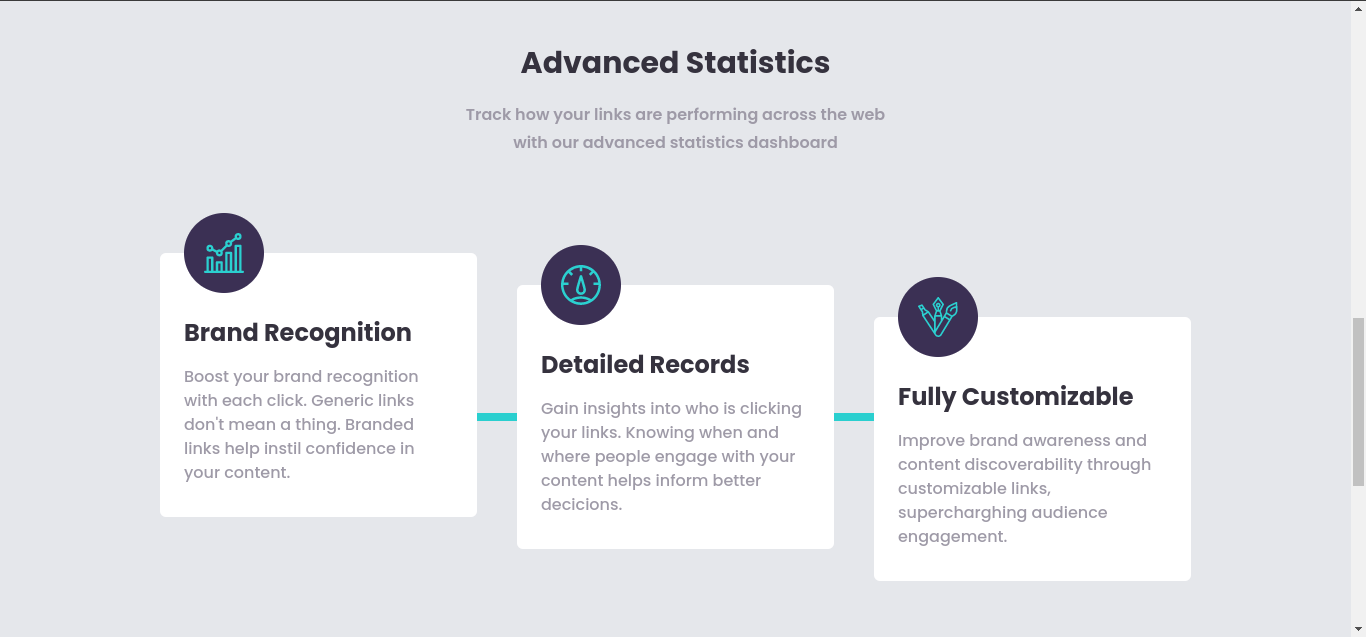 Advanced Statistics
Track how your links are performing across the web
with our advanced statistics dashboard
Brand Recognition
Boost your brand recognition
with each click. Generic links
don't mean a thing. Branded
links help instil confidence in
your content.
Detailed Records
Gain insights into who is clicking
your links. Knowing when and
where people engage with your
content helps inform better
decicions.
Fully Customizable
Improve brand awareness and
content discoverability through
customizable links,
supercharghing audience
engagement.